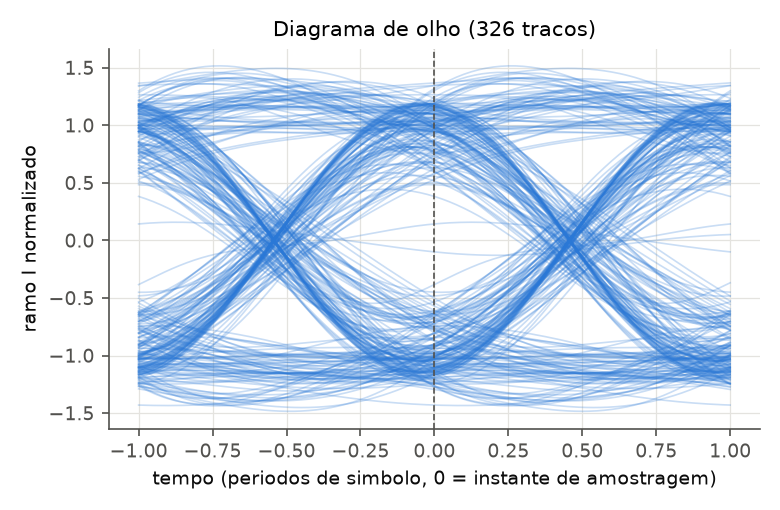 Diagrama de olho (326 tracos)
1.5
1.0
0.5
0.0
−0.5
−1.0
−1.5
ramo I normalizado
−1.00 −0.75 −0.50 −0.25 0.00 0.25 0.50 0.75 1.00
tempo (periodos de simbolo, 0 = instante de amostragem)